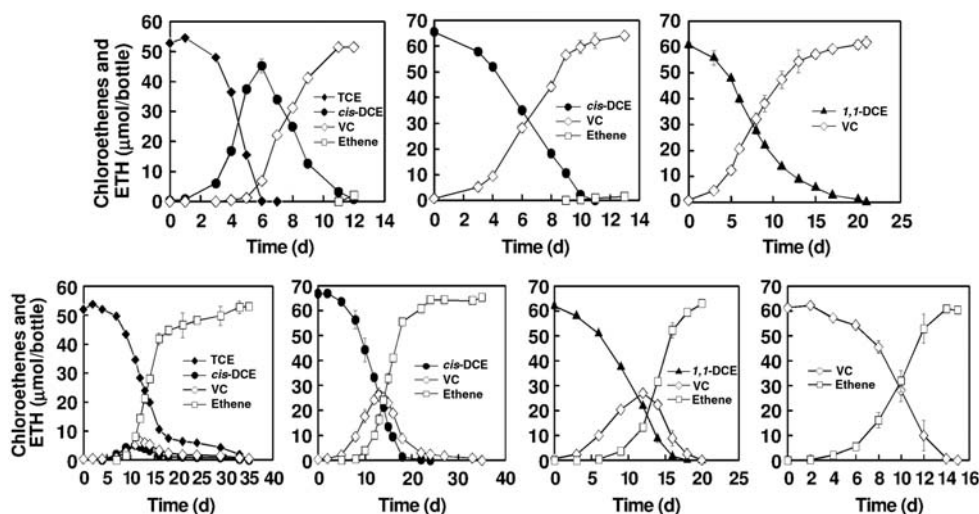 Chloroethenes and
ETH (μmol/bottle)
60
50
40
30
20
10
0
TCE
cis-DCE
VC
Ethene
0 2 4 6 8 10 12 14
Time (d)
70
60
50
40
30
20
10
0
cis-DCE
VC
Ethene
0 2 4 6 8 10 12 14
Time (d)
70
60
50
40
30
20
10
0
1,1-DCE
VC
0 5 10 15 20 25
Time (d)
Chloroethenes and
ETH (μmol/bottle)
60
50
40
30
20
10
0
TCE
cis-DCE
VC
Ethene
0 5 10 15 20 25 30 35 40
Time (d)
70
60
50
40
30
20
10
0
cis-DCE
VC
Ethene
0 10 20 30 40
Time (d)
70
60
50
40
30
20
10
0
1,1-DCE
VC
Ethene
0 5 10 15 20 25
Time (d)
70
60
50
40
30
20
10
0
VC
Ethene
0 2 4 6 8 10 12 14 16
Time (d)